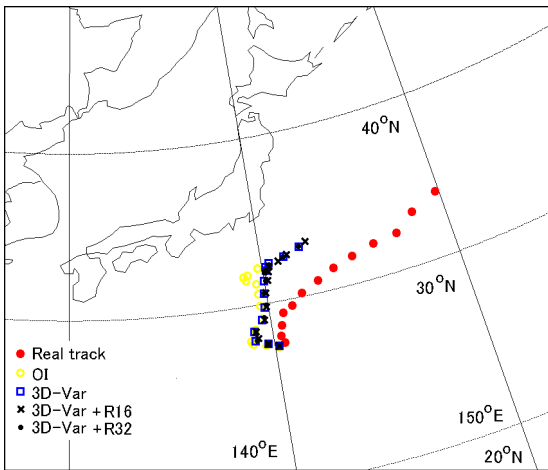 40°N
30°N
Real track
OI
3D-Var
3D-Var +R16
3D-Var +R32
150°E
140°E
20°N